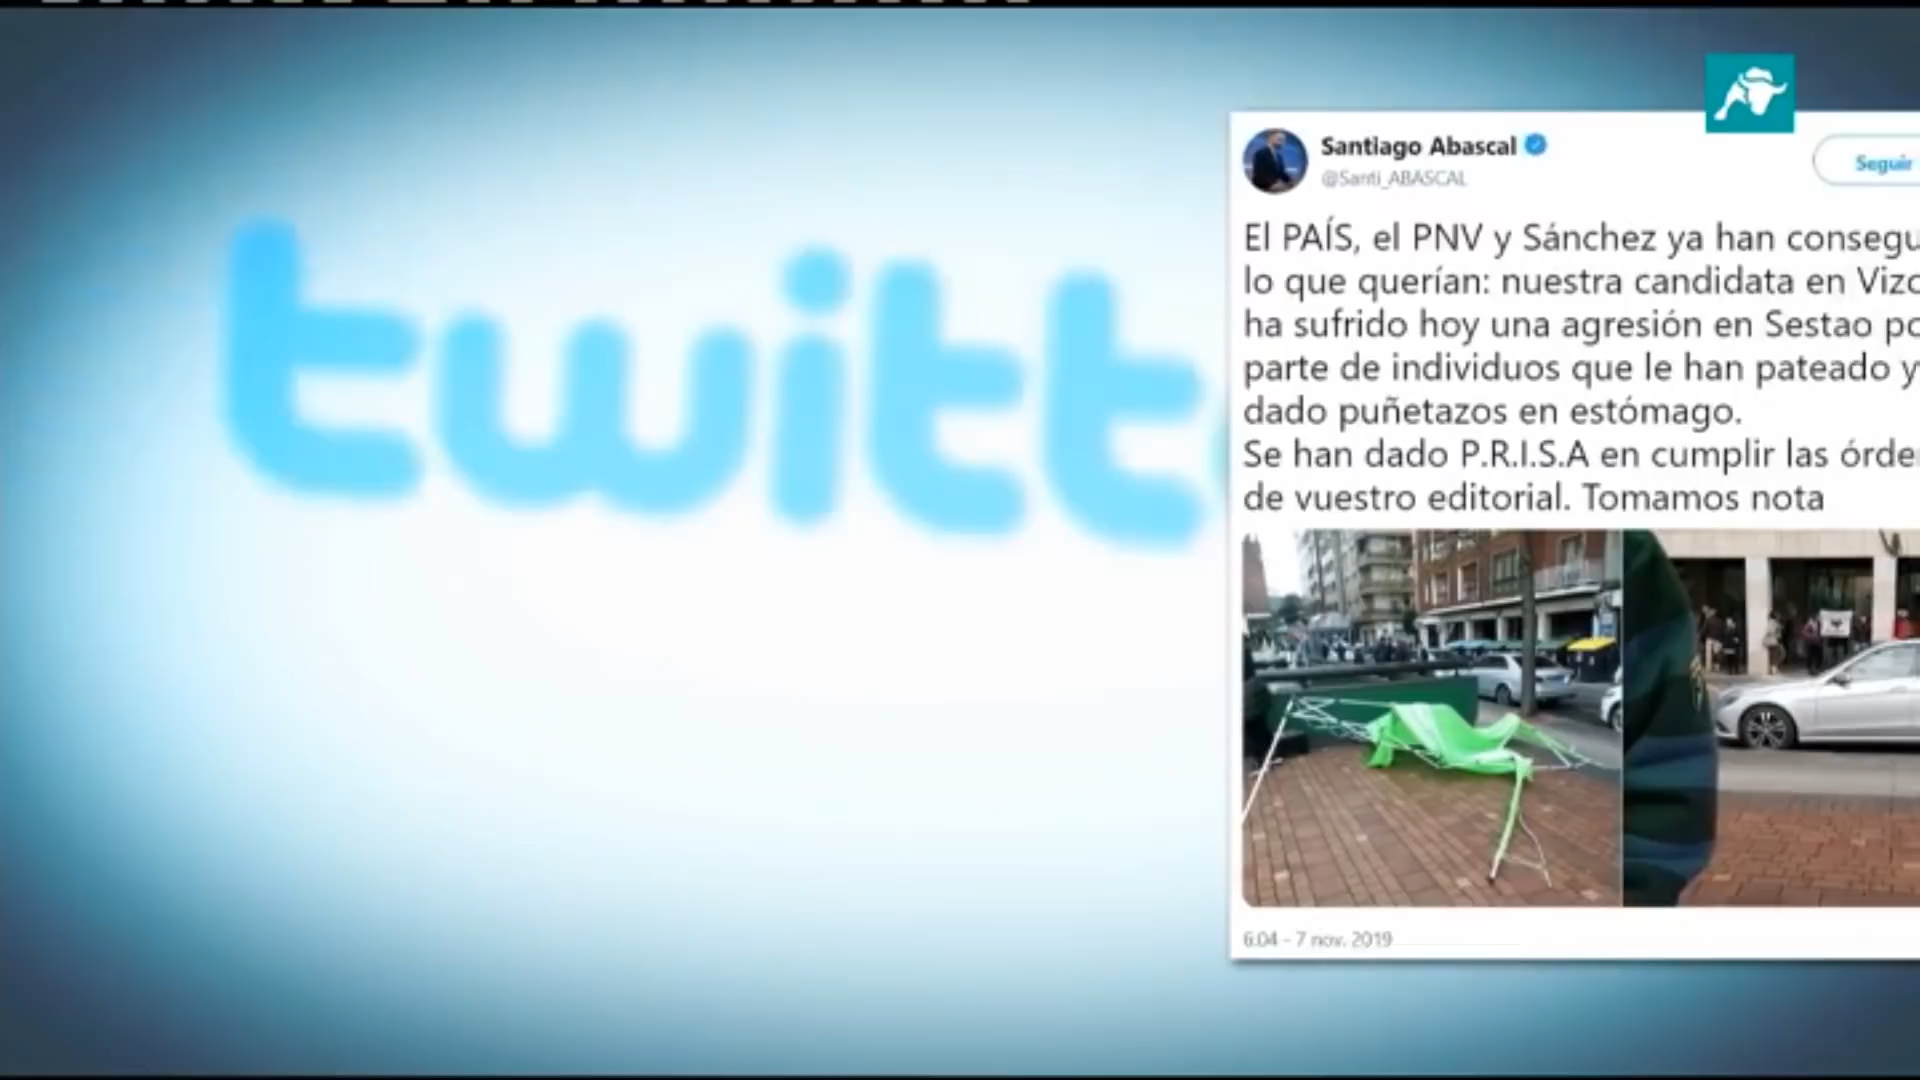 twitt
Santiago Abascal
@Santi_ABASCAL
Seguir
El PAÍS, el PNV y Sánchez ya han consegu
lo que querían: nuestra candidata en Vizc
ha sufrido hoy una agresión en Sestao po
parte de individuos que le han pateado y
dado puñetazos en estómago.
Se han dado P.R.I.S.A en cumplir las órde
de vuestro editorial. Tomamos nota
6:04 - 7 nov. 2019